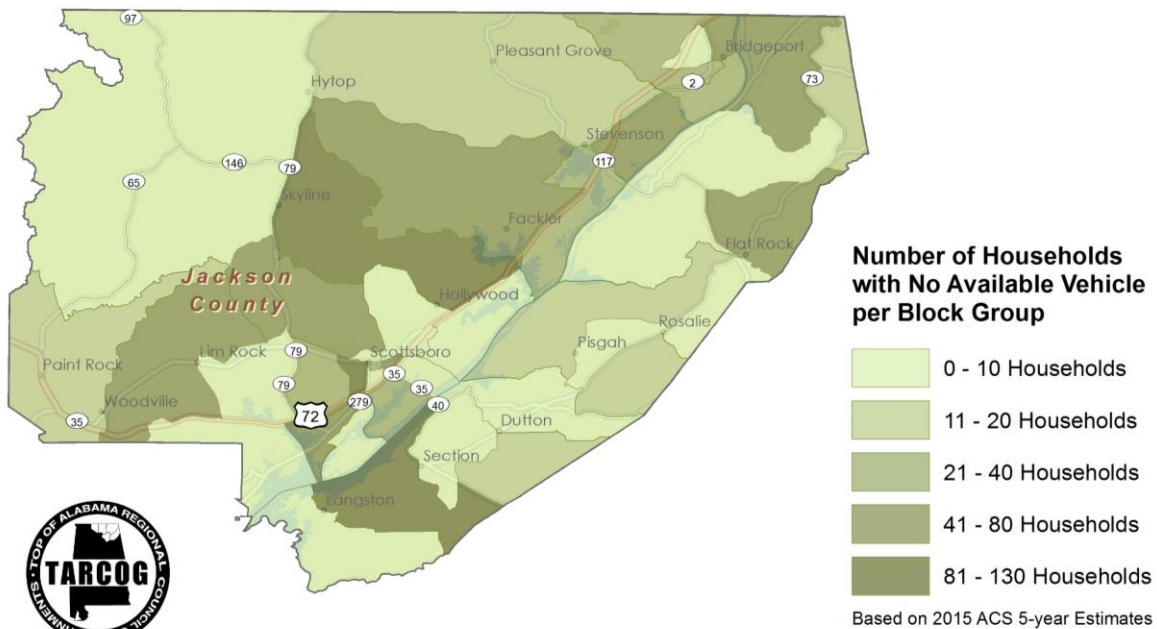 97
Pleasant Grove
Bridgeport
2
73
Hytop
Stevenson
117
146
79
65
Skyline
Fackler
Flat Rock
Jackson
County
Hollywood
Rosalie
Pisgah
Paint Rock
Lim Rock
79
Scottsboro
35
79
35
279
40
Woodville
72
35
Dutton
Section
Langston
Number of Households
with No Available Vehicle
per Block Group
0 - 10 Households
11 - 20 Households
21 - 40 Households
41 - 80 Households
81 - 130 Households
Based on 2015 ACS 5-year Estimates
TOP OF ALABAMA REGIONAL COUNCIL
TARCOG